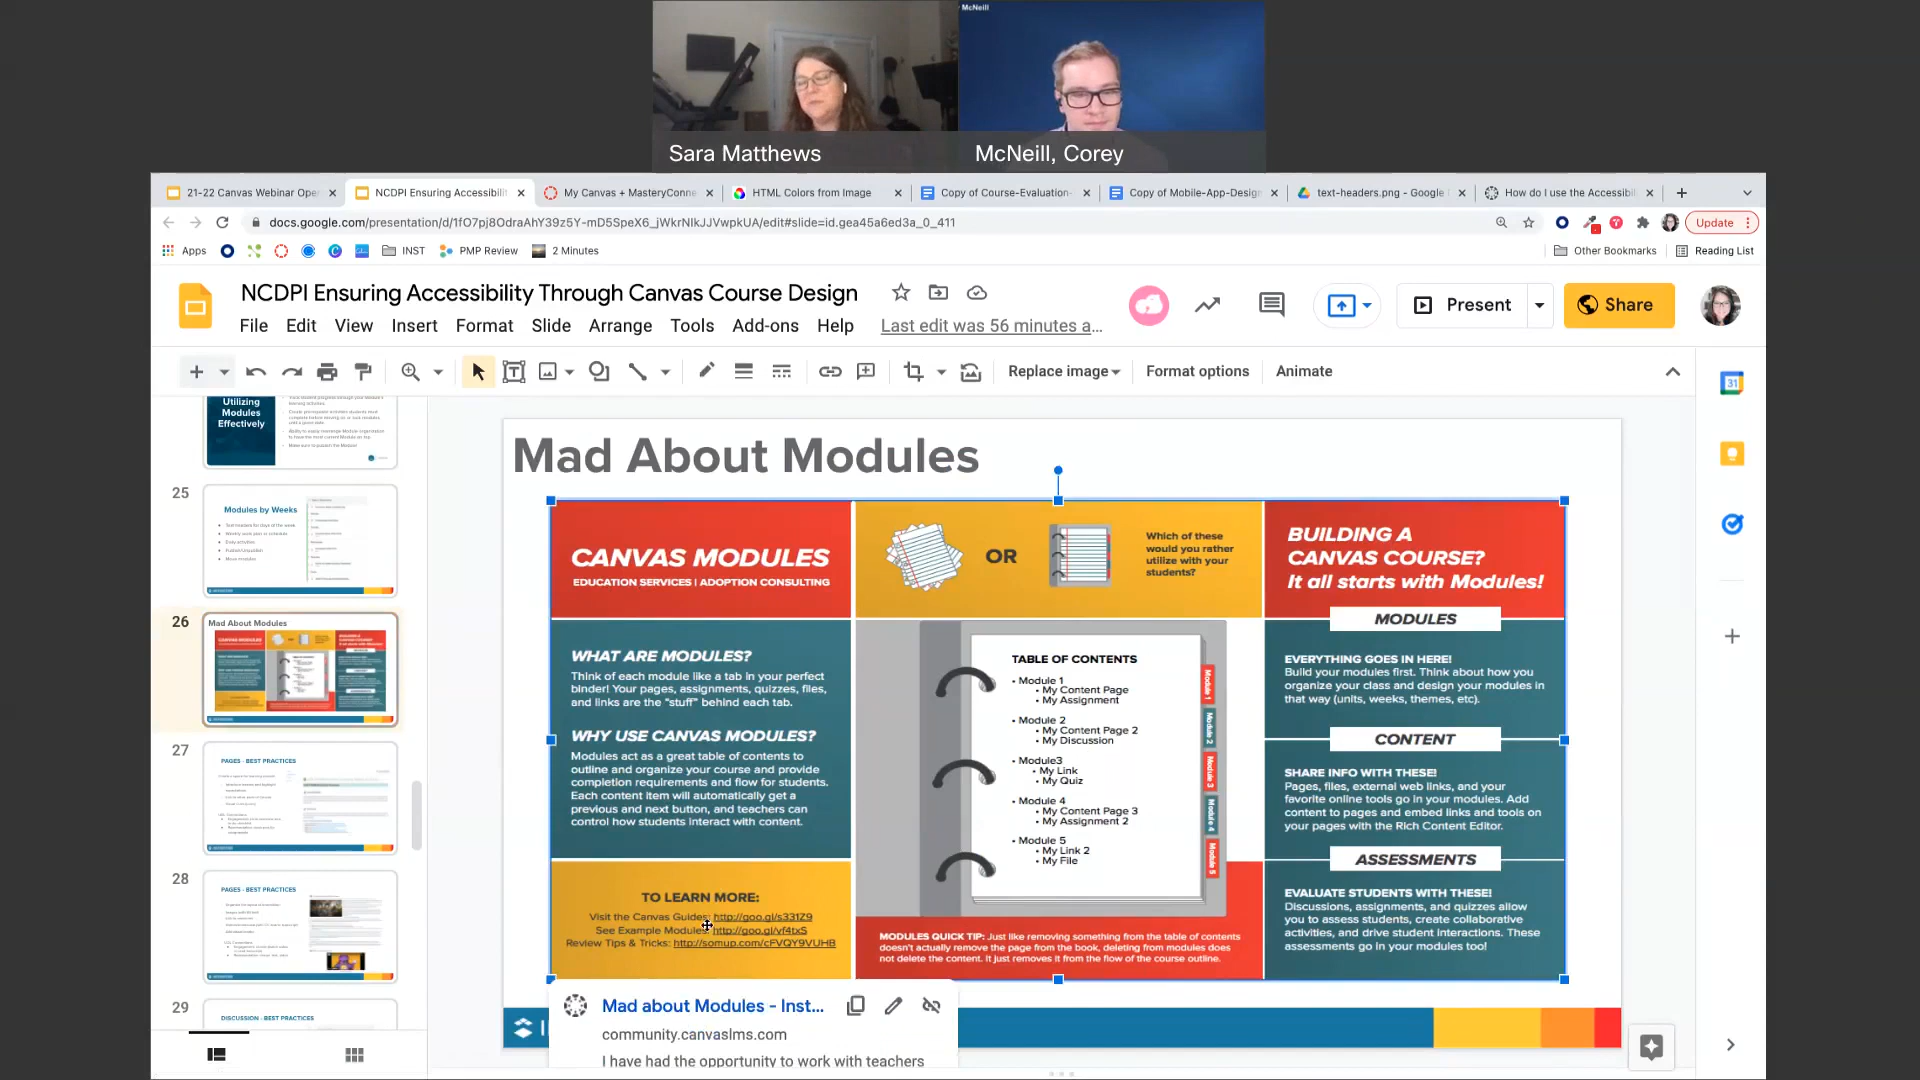 McNeill
Sara Matthews
McNeill, Corey
21-22 Canvas Webinar Oper
NCDPI Ensuring Accessibilit
My Canvas + MasteryConne
HTML Colors from Image
Copy of Course-Evaluation-
Copy of Mobile-App-Design
text-headers.png - Google
How do I use the Accessibil
docs.google.com/presentation/d/1fO7pj8OdraAhY39z5Y-mD5SpeX6_jWkrNlkJJVwpkUA/edit#slide=id.gea45a6ed3a_0_411
Update
Apps
INST
PMP Review
2 Minutes
Other Bookmarks
Reading List
NCDPI Ensuring Accessibility Through Canvas Course Design
File Edit View Insert Format Slide Arrange Tools Add-ons Help
Last edit was 56 minutes a...
Present
Share
Replace image
Format options
Animate
31
Utilizing
Modules
Effectively
25
Modules by Weeks
26
Mad About Modules
27
PAGES - BEST PRACTICES
28
PAGES - BEST PRACTICES
29
DISCUSSION - BEST PRACTICES
Mad About Modules
CANVAS MODULES
EDUCATION SERVICES | ADOPTION CONSULTING
OR
Which of these
would you rather
utilize with your
students?
BUILDING A
CANVAS COURSE?
It all starts with Modules!
WHAT ARE MODULES?
Think of each module like a tab in your perfect
binder! Your pages, assignments, quizzes, files,
and links are the "stuff" behind each tab.
WHY USE CANVAS MODULES?
Modules act as a great table of contents to
outline and organize your course and provide
completion requirements and flow for students.
Each content item will automatically get a
previous and next button, and teachers can
control how students interact with content.
TO LEARN MORE:
Visit the Canvas Guides: http://goo.gl/s331Z9
See Example Modules: http://goo.gl/vf4txS
Review Tips & Tricks: http://somup.com/cFVQY9VUHB
TABLE OF CONTENTS
• Module 1
• My Content Page
• My Assignment
• Module 2
• My Content Page 2
• My Discussion
• Module3
• My Link
• My Quiz
• Module 4
• My Content Page 3
• My Assignment 2
• Module 5
• My Link 2
• My File
Module 1
Module 2
Module 3
Module 4
Module 5
MODULES QUICK TIP: Just like removing something from the table of contents
doesn't actually remove the page from the book, deleting from modules does
not delete the content. It just removes it from the flow of the course outline.
MODULES
EVERYTHING GOES IN HERE!
Build your modules first. Think about how you
organize your class and design your modules in
that way (units, weeks, themes, etc).
CONTENT
SHARE INFO WITH THESE!
Pages, files, external web links, and your
favorite online tools go in your modules. Add
content to pages and embed links and tools on
your pages with the Rich Content Editor.
ASSESSMENTS
EVALUATE STUDENTS WITH THESE!
Discussions, assignments, and quizzes allow
you to assess students, create collaborative
activities, and drive student interactions. These
assessments go in your modules too!
Mad about Modules - Inst...
community.canvaslms.com
I have had the opportunity to work with teachers